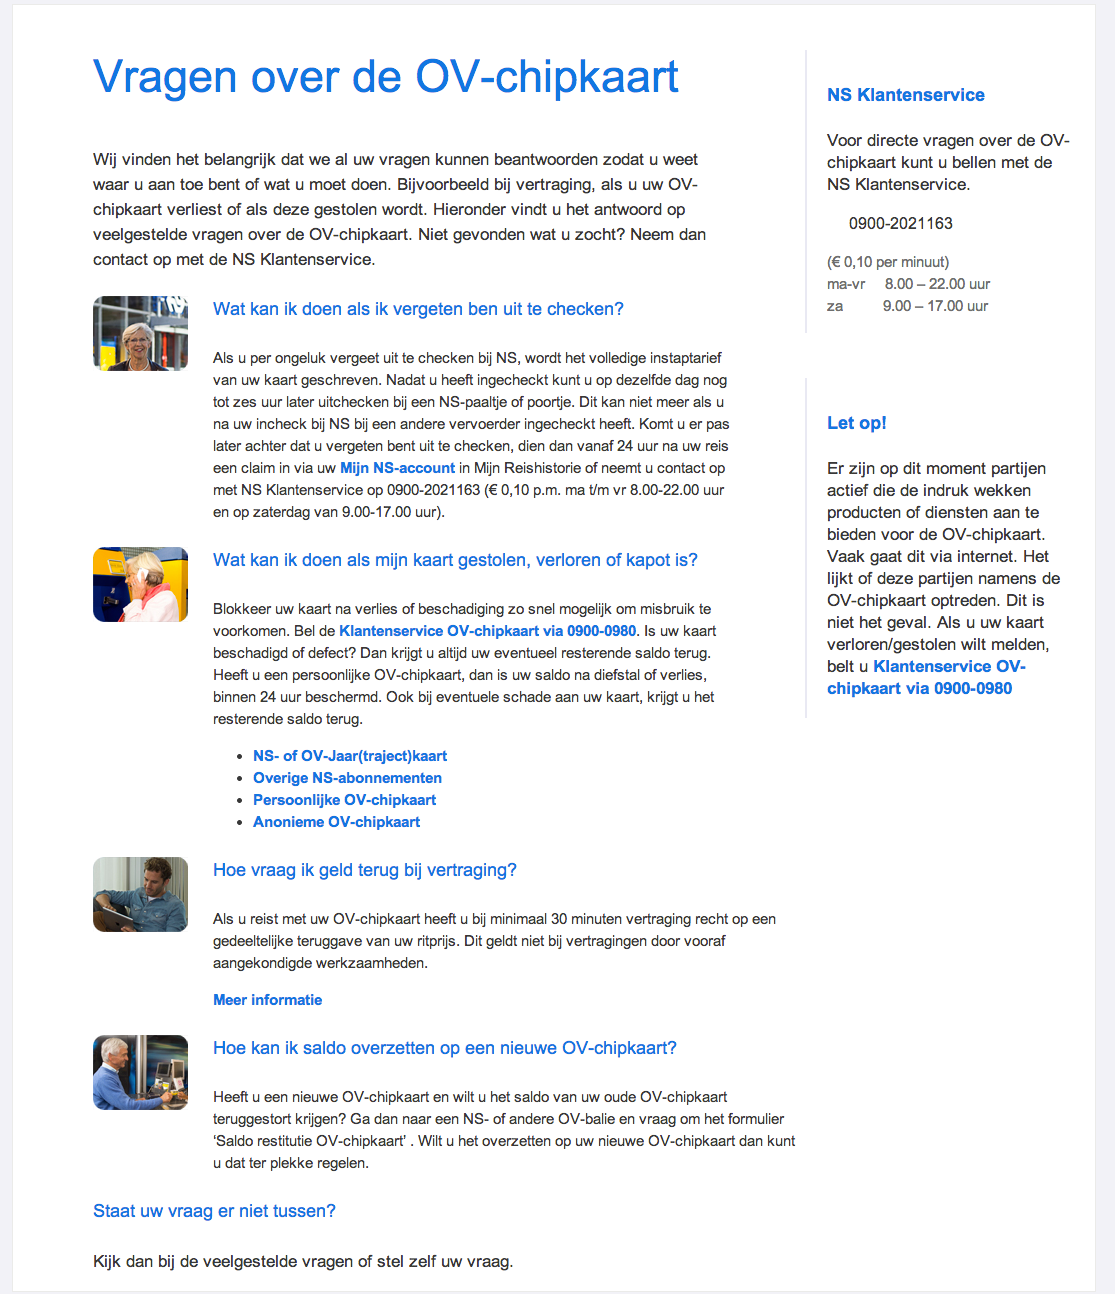 Vragen over de OV-chipkaart
Wij vinden het belangrijk dat we al uw vragen kunnen beantwoorden zodat u weet
waar u aan toe bent of wat u moet doen. Bijvoorbeeld bij vertraging, als u uw OV-
chipkaart verliest of als deze gestolen wordt. Hieronder vindt u het antwoord op
veelgestelde vragen over de OV-chipkaart. Niet gevonden wat u zocht? Neem dan
contact op met de NS Klantenservice.
Wat kan ik doen als ik vergeten ben uit te checken?
Als u per ongeluk vergeet uit te checken bij NS, wordt het volledige instaptarief
van uw kaart geschreven. Nadat u heeft ingecheckt kunt u op dezelfde dag nog
tot zes uur later uitchecken bij een NS-paaltje of poortje. Dit kan niet meer als u
na uw incheck bij NS bij een andere vervoerder ingecheckt heeft. Komt u er pas
later achter dat u vergeten bent uit te checken, dien dan vanaf 24 uur na uw reis
een claim in via uw Mijn NS-account in Mijn Reishistorie of neemt u contact op
met NS Klantenservice op 0900-2021163 (€ 0,10 p.m. ma t/m vr 8.00-22.00 uur
en op zaterdag van 9.00-17.00 uur).
Wat kan ik doen als mijn kaart gestolen, verloren of kapot is?
Blokkeer uw kaart na verlies of beschadiging zo snel mogelijk om misbruik te
voorkomen. Bel de Klantenservice OV-chipkaart via 0900-0980. Is uw kaart
beschadigd of defect? Dan krijgt u altijd uw eventueel resterende saldo terug.
Heeft u een persoonlijke OV-chipkaart, dan is uw saldo na diefstal of verlies,
binnen 24 uur beschermd. Ook bij eventuele schade aan uw kaart, krijgt u het
resterende saldo terug.
• NS- of OV-Jaar(traject)kaart
• Overige NS-abonnementen
• Persoonlijke OV-chipkaart
• Anonieme OV-chipkaart
Hoe vraag ik geld terug bij vertraging?
Als u reist met uw OV-chipkaart heeft u bij minimaal 30 minuten vertraging recht op een
gedeeltelijke teruggave van uw ritprijs. Dit geldt niet bij vertragingen door vooraf
aangekondigde werkzaamheden.
Meer informatie
Hoe kan ik saldo overzetten op een nieuwe OV-chipkaart?
Heeft u een nieuwe OV-chipkaart en wilt u het saldo van uw oude OV-chipkaart
teruggestort krijgen? Ga dan naar een NS- of andere OV-balie en vraag om het formulier
‘Saldo restitutie OV-chipkaart’ . Wilt u het overzetten op uw nieuwe OV-chipkaart dan kunt
u dat ter plekke regelen.
Staat uw vraag er niet tussen?
Kijk dan bij de veelgestelde vragen of stel zelf uw vraag.
NS Klantenservice
Voor directe vragen over de OV-
chipkaart kunt u bellen met de
NS Klantenservice.
0900-2021163
(€ 0,10 per minuut)
ma-vr 8.00 – 22.00 uur
za 9.00 – 17.00 uur
Let op!
Er zijn op dit moment partijen
actief die de indruk wekken
producten of diensten aan te
bieden voor de OV-chipkaart.
Vaak gaat dit via internet. Het
lijkt of deze partijen namens de
OV-chipkaart optreden. Dit is
niet het geval. Als u uw kaart
verloren/gestolen wilt melden,
belt u Klantenservice OV-
chipkaart via 0900-0980